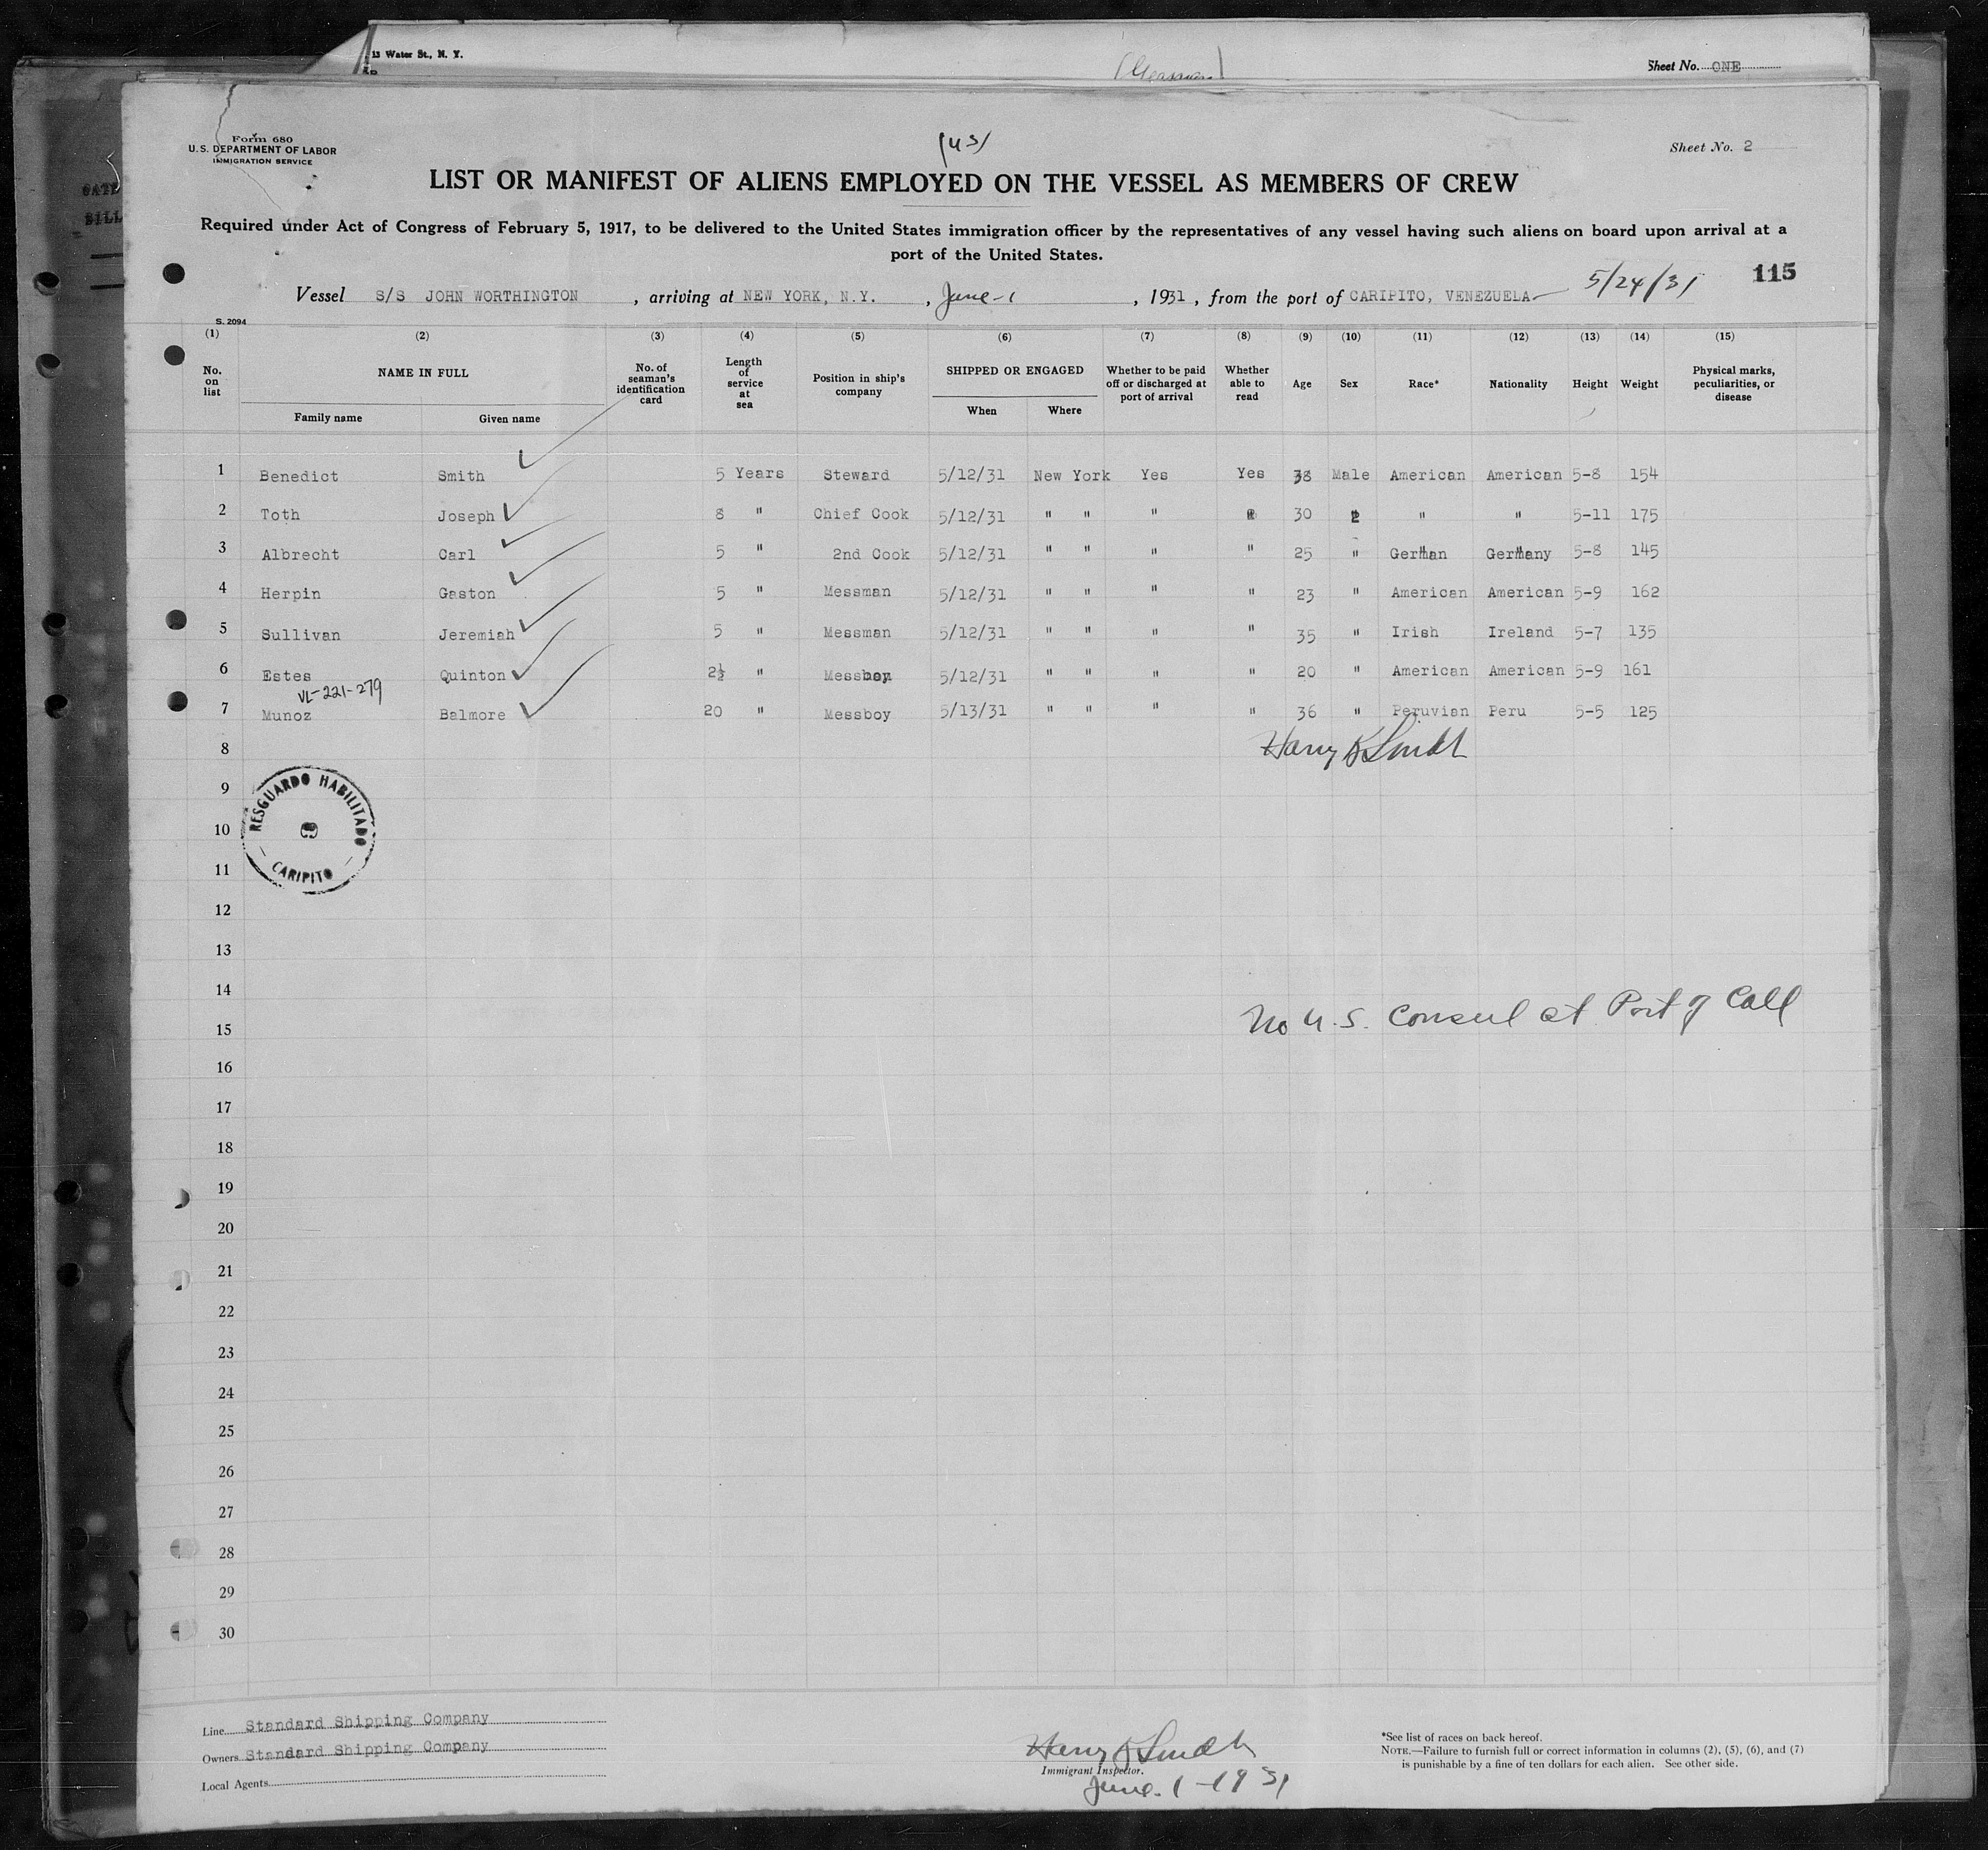 13 Water St., N. Y.
Sheet No. ONE
Form 680
U.S. DEPARTMENT OF LABOR
IMMIGRATION SERVICE
(US)
Sheet No. 2
LIST OR MANIFEST OF ALIENS EMPLOYED ON THE VESSEL AS MEMBERS OF CREW
Required under Act of Congress of February 5, 1917, to be delivered to the United States immigration officer by the representatives of any vessel having such aliens on board upon arrival at a
port of the United States.
115
Vessel S/S JOHN WORTHINGTON, arriving at NEW YORK, N.Y., June-1, 1931, from the port of CARIPITO, VENEZUELA 5/24/31
S. 2094
(1) (2) (3) (4) (5) (6) (7) (8) (9) (10) (11) (12) (13) (14) (15)
No. on list NAME IN FULL Family name Given name No. of seaman's identification card Length of service at sea Position in ship's company SHIPPED OR ENGAGED When Where Whether to be paid off or discharged at port of arrival Whether able to read Age Sex Race* Nationality Height Weight Physical marks, peculiarities, or disease
1 Benedict Smith 5 Years Steward 5/12/31 New York Yes Yes 38 Male American American 5-8 154
2 Toth Joseph 8 " Chief Cook 5/12/31 " " " " 30 " " " 5-11 175
3 Albrecht Carl 5 " 2nd Cook 5/12/31 " " " " 25 " German Germany 5-8 145
4 Herpin Gaston 5 " Messman 5/12/31 " " " " 23 " American American 5-9 162
5 Sullivan Jeremiah 5 " Messman 5/12/31 " " " " 35 " Irish Ireland 5-7 135
6 Estes Quinton 2½ " Messboy 5/12/31 " " " " 20 " American American 5-9 161
VL-221-279
7 Munoz Balmore 20 " Messboy 5/13/31 " " " " 36 " Peruvian Peru 5-5 125
8
Harry Smith
9
RESGUARDO HABILITADO
CARIPITO
10
11
12
13
14
No U.S. Consul at Port of Call
15
16
17
18
19
20
21
22
23
24
25
26
27
28
29
30
Line Standard Shipping Company
Owners Standard Shipping Company
Local Agents
Harry Smith
Immigrant Inspector.
June. 1-1931
*See list of races on back hereof.
NOTE.—Failure to furnish full or correct information in columns (2), (5), (6), and (7)
is punishable by a fine of ten dollars for each alien. See other side.